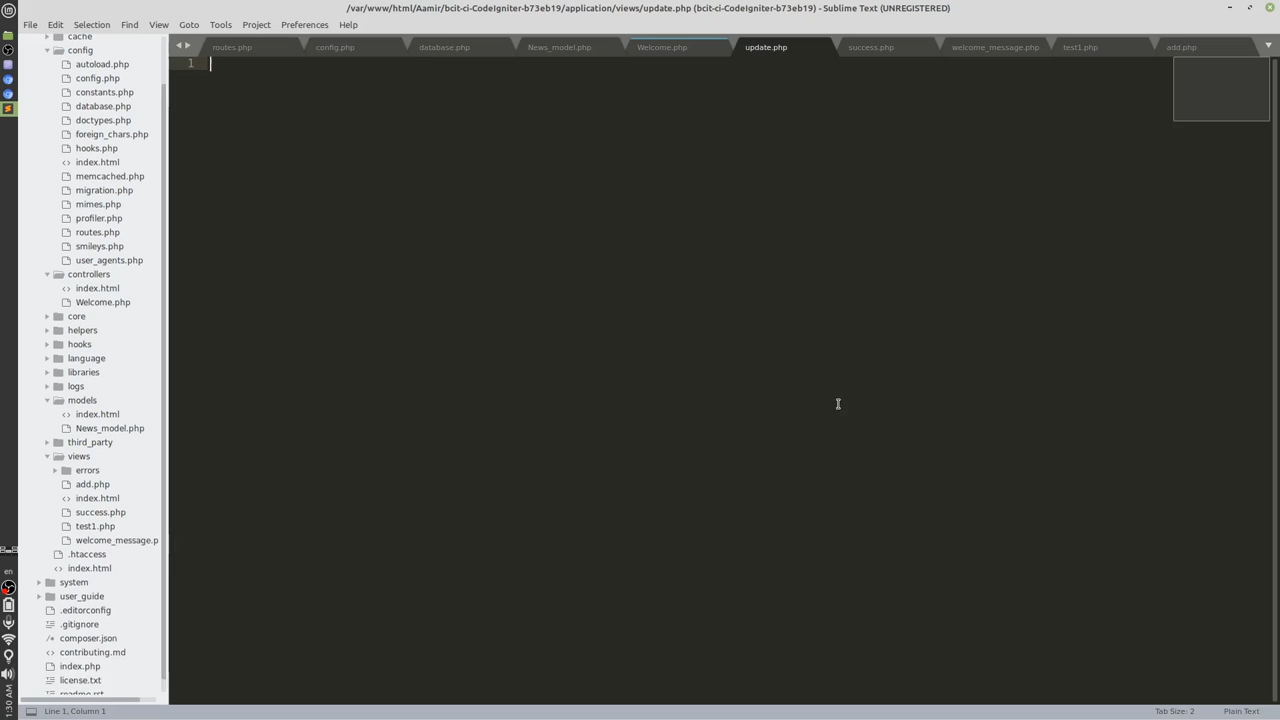 /var/www/html/Aamir/bcit-ci-CodeIgniter-b73eb19/application/views/update.php (bcit-ci-CodeIgniter-b73eb19) - Sublime Text (UNREGISTERED)
File Edit Selection Find View Goto Tools Project Preferences Help
routes.php config.php database.php News_model.php Welcome.php update.php success.php welcome_message.php test1.php add.php
1
cache
config
autoload.php
config.php
constants.php
database.php
doctypes.php
foreign_chars.php
hooks.php
<> index.html
memcached.php
migration.php
mimes.php
profiler.php
routes.php
smileys.php
user_agents.php
controllers
<> index.html
Welcome.php
core
helpers
hooks
language
libraries
logs
models
<> index.html
News_model.php
third_party
views
errors
add.php
<> index.html
success.php
test1.php
welcome_message.p
.htaccess
<> index.html
system
user_guide
.editorconfig
.gitignore
/* composer.json
<> contributing.md
index.php
license.txt
readme.rst
en
1:30 AM
Line 1, Column 1
Tab Size: 2
Plain Text